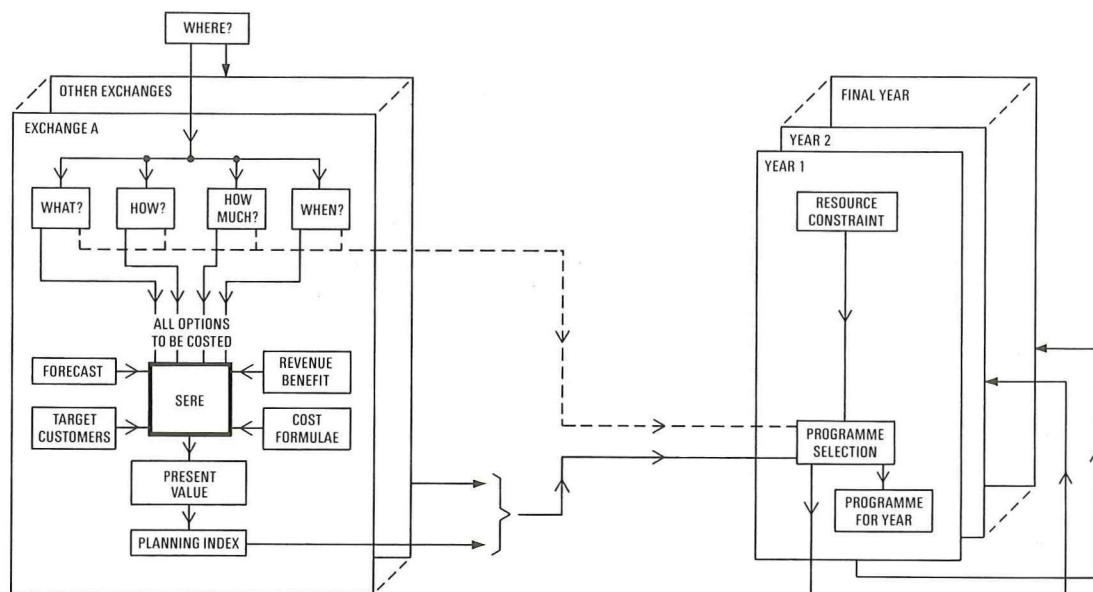 WHERE?
OTHER EXCHANGES
EXCHANGE A
WHAT?
HOW?
HOW
MUCH?
WHEN?
ALL OPTIONS
TO BE COSTED
FORECAST
REVENUE
BENEFIT
SERE
TARGET
CUSTOMERS
COST
FORMULAE
PRESENT
VALUE
PLANNING INDEX
FINAL YEAR
YEAR 2
YEAR 1
RESOURCE
CONSTRAINT
PROGRAMME
SELECTION
PROGRAMME
FOR YEAR